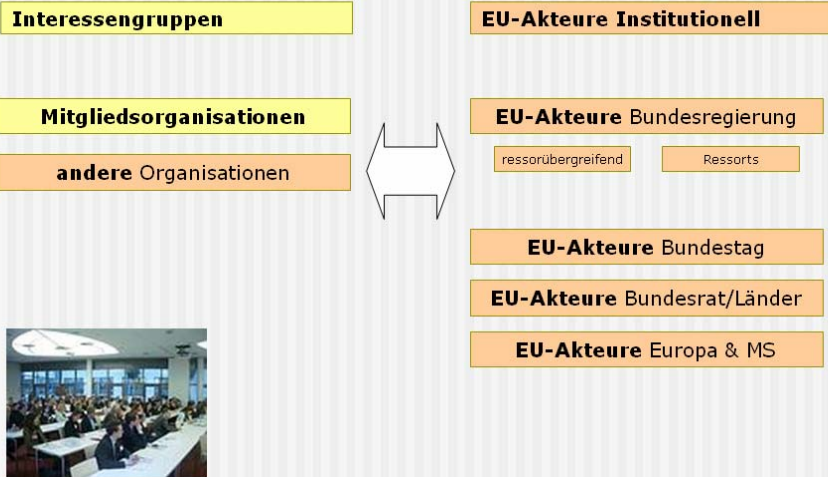 Interessengruppen
Mitgliedsorganisationen
andere Organisationen
EU-Akteure Institutionell
EU-Akteure Bundesregierung
ressorübergreifend
Ressorts
EU-Akteure Bundestag
EU-Akteure Bundesrat/Länder
EU-Akteure Europa & MS